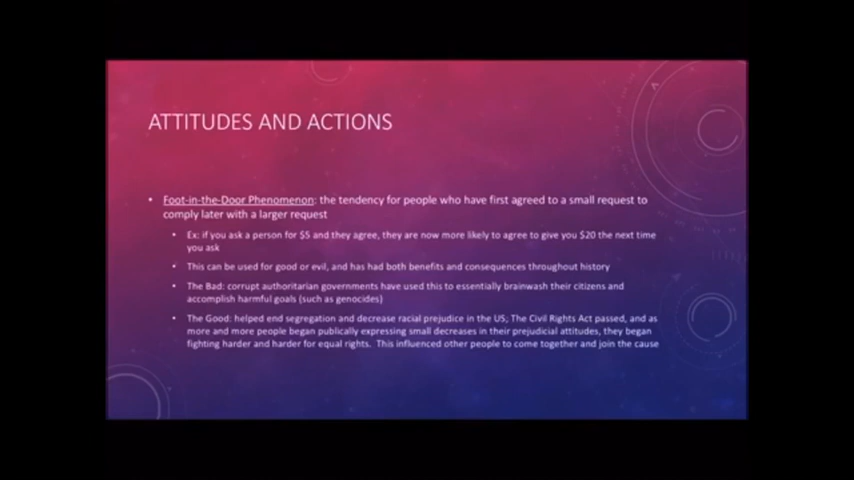 ATTITUDES AND ACTIONS
• Foot-in-the-Door Phenomenon: the tendency for people who have first agreed to a small request to
comply later with a larger request
• Ex: if you ask a person for $5 and they agree, they are now more likely to agree to give you $20 the next time
you ask
• This can be used for good or evil, and has had both benefits and consequences throughout history
• The Bad: corrupt authoritarian governments have used this to essentially brainwash their citizens and
accomplish harmful goals (such as genocides)
• The Good: helped end segregation and decrease racial prejudice in the US; The Civil Rights Act passed, and as
more and more people began publically expressing small decreases in their prejudicial attitudes, they began
fighting harder and harder for equal rights. This influenced other people to come together and join the cause